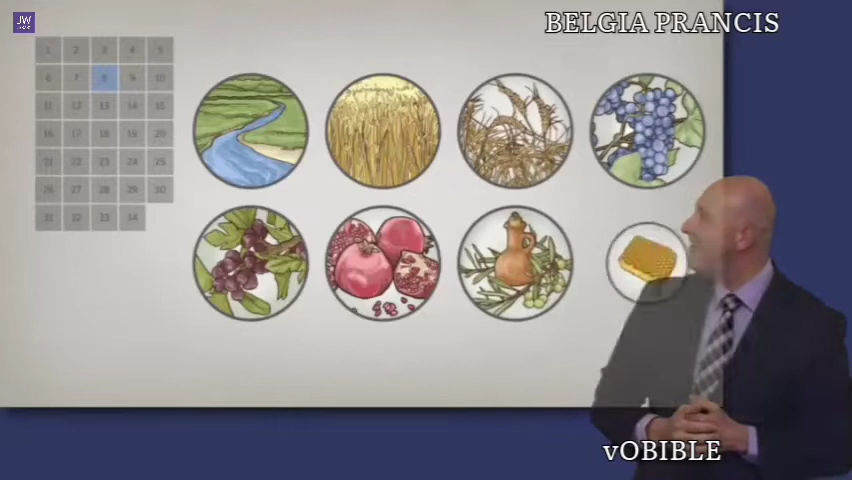 JW
BELGIA PRANCIS
1 2 3 4 5
6 7 8 9 10
11 12 13 14 15
16 17 18 19 20
21 22 23 24 25
26 27 28 29 30
31 32 33 34
vOBIBLE